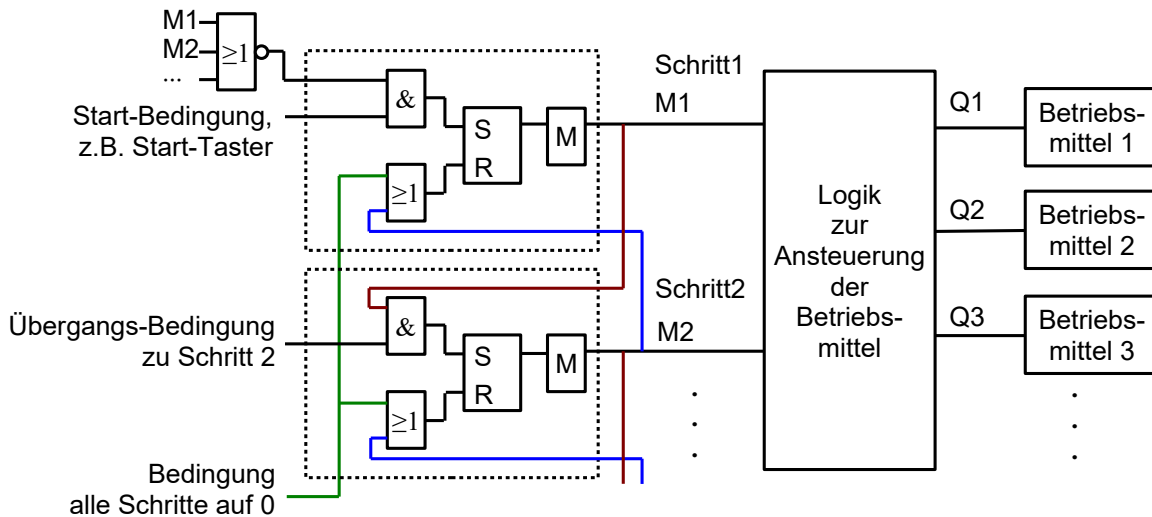 M1
M2
...
≥1
Start-Bedingung,
z.B. Start-Taster
&
≥1
S
R
M
Schritt1
M1
Übergangs-Bedingung
zu Schritt 2
&
≥1
S
R
M
Schritt2
M2
.
.
.
Bedingung
alle Schritte auf 0
Logik
zur
Ansteuerung
der
Betriebs-
mittel
Q1
Betriebs-
mittel 1
Q2
Betriebs-
mittel 2
Q3
Betriebs-
mittel 3
.
.
.